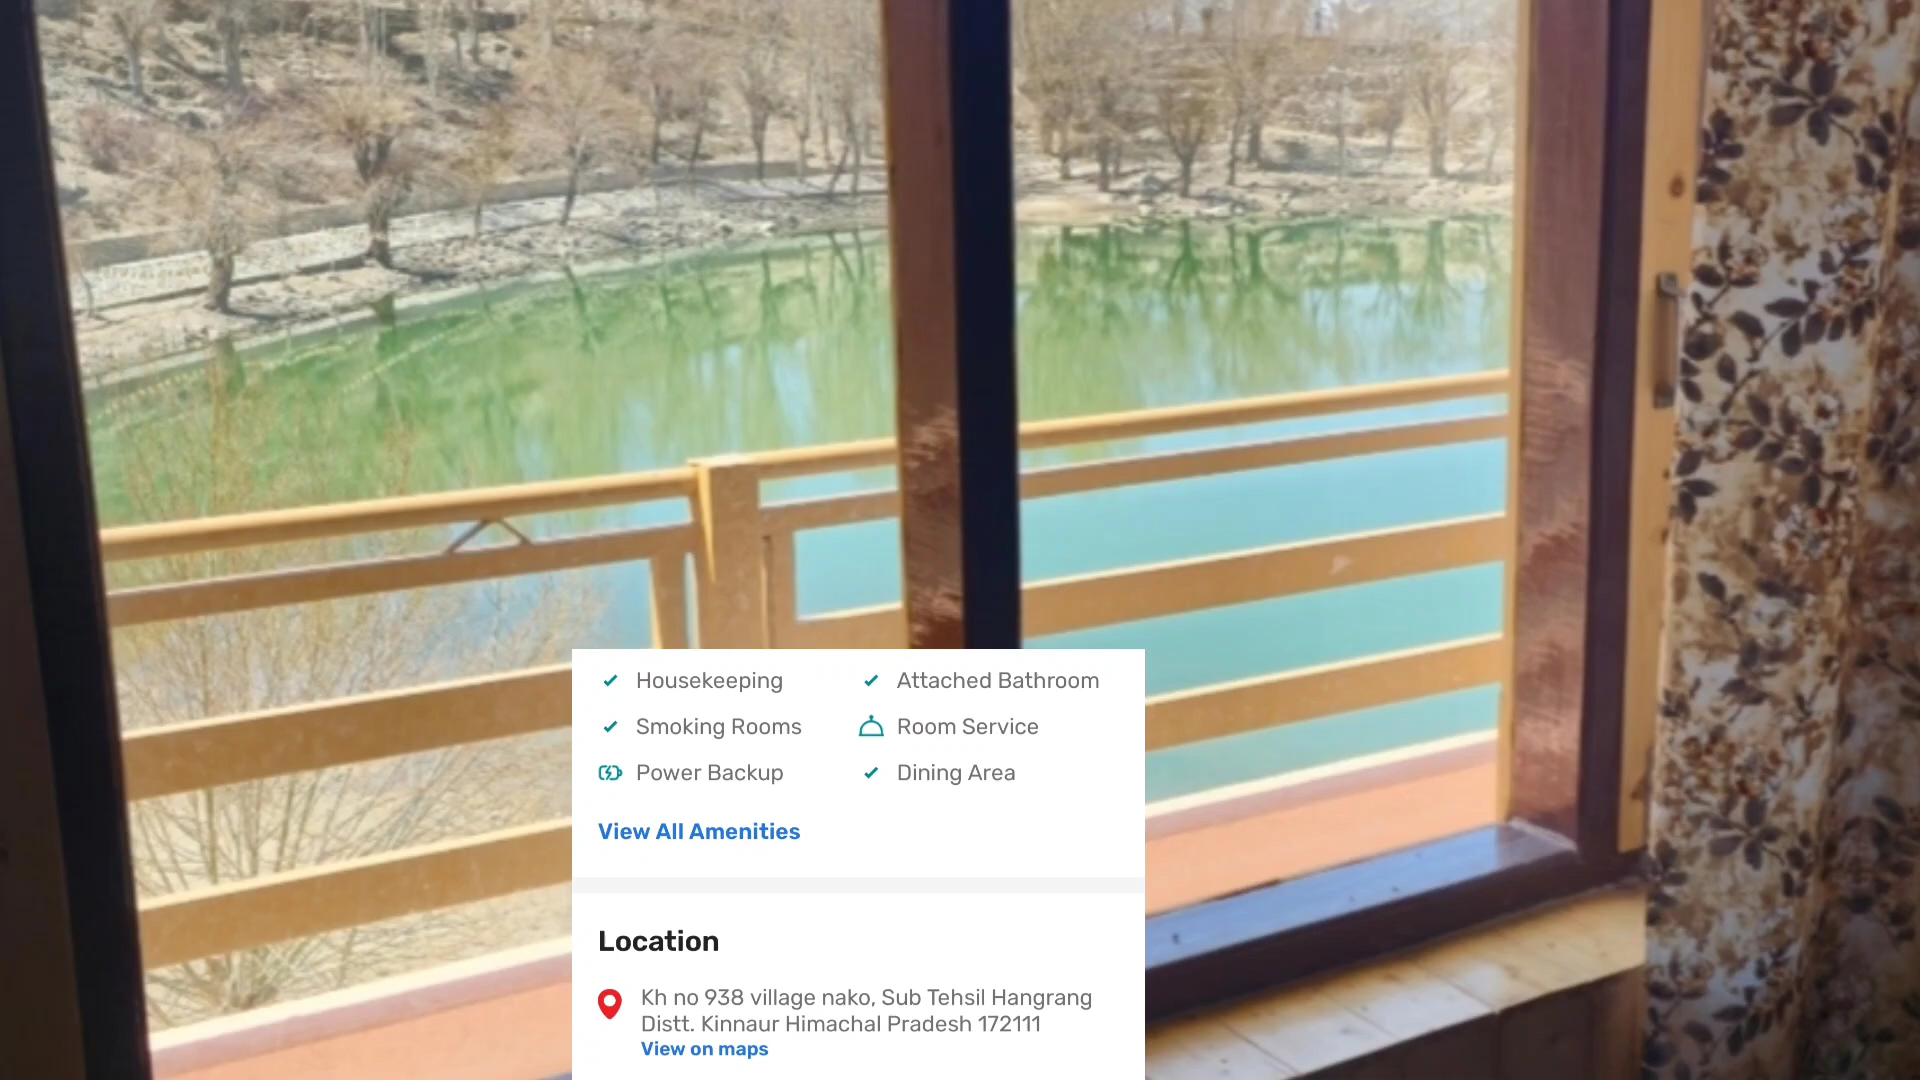 Housekeeping
Attached Bathroom
Smoking Rooms
Room Service
Power Backup
Dining Area
View All Amenities
Location
Kh no 938 village nako, Sub Tehsil Hangrang
Distt. Kinnaur Himachal Pradesh 172111
View on maps